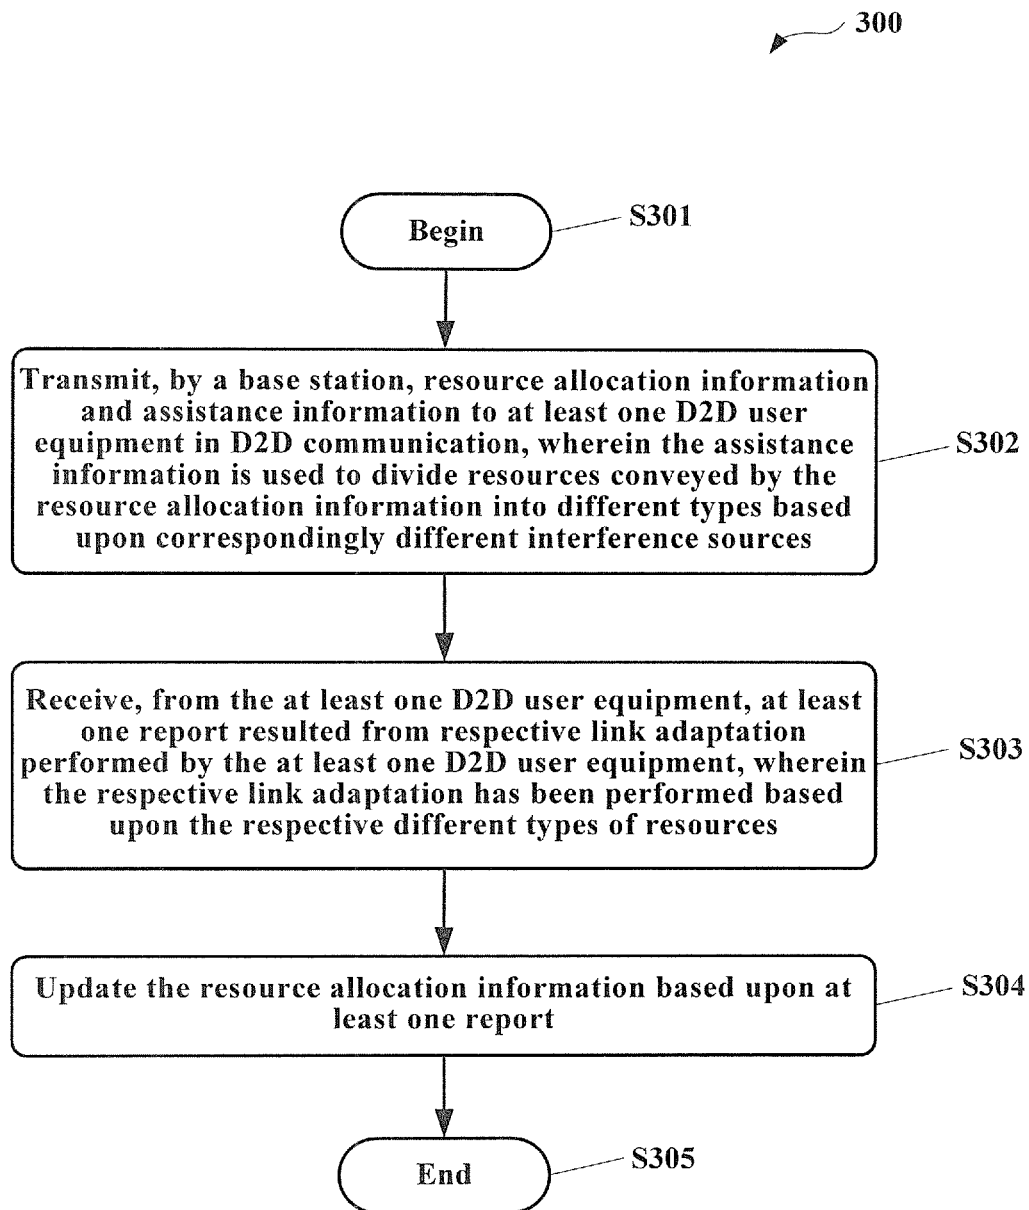 300
Begin
S301
Transmit, by a base station, resource allocation information
and assistance information to at least one D2D user
equipment in D2D communication, wherein the assistance
information is used to divide resources conveyed by the
resource allocation information into different types based
upon correspondingly different interference sources
S302
Receive, from the at least one D2D user equipment, at least
one report resulted from respective link adaptation
performed by the at least one D2D user equipment, wherein
the respective link adaptation has been performed based
upon the respective different types of resources
S303
Update the resource allocation information based upon at
least one report
S304
End
S305